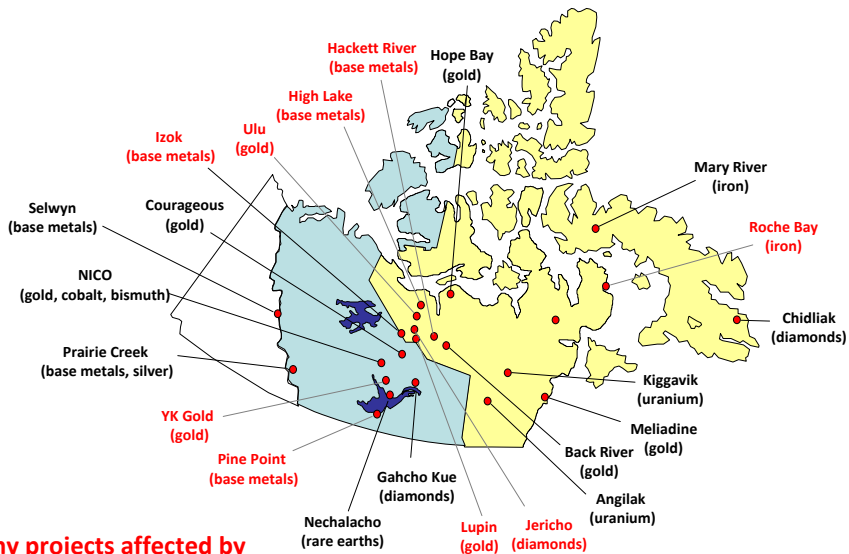 Hackett River
(base metals)
Hope Bay
(gold)
High Lake
(base metals)
Ulu
(gold)
Izok
(base metals)
Mary River
(iron)
Courageous
(gold)
Selwyn
(base metals)
Roche Bay
(iron)
NICO
(gold, cobalt, bismuth)
Chidliak
(diamonds)
Prairie Creek
(base metals, silver)
Kiggavik
(uranium)
YK Gold
(gold)
Meliadine
(gold)
Pine Point
(base metals)
Back River
(gold)
Gahcho Kue
(diamonds)
Angilak
(uranium)
Nechalacho
(rare earths)
Lupin
(gold)
Jericho
(diamonds)
projects affected by